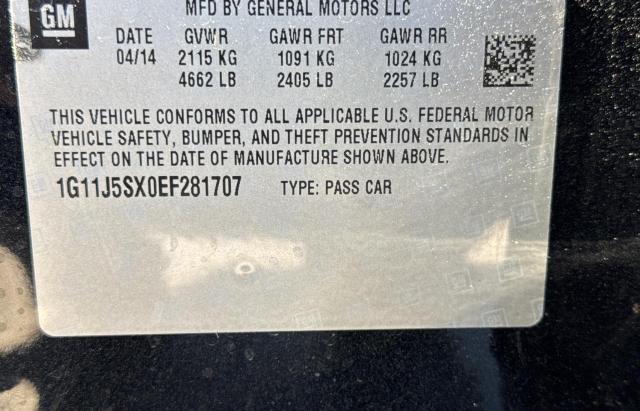 GM
MFD BY GENERAL MOTORS LLC
DATE GVWR GAWR FRT GAWR RR
04/14 2115 KG 1091 KG 1024 KG
4662 LB 2405 LB 2257 LB
THIS VEHICLE CONFORMS TO ALL APPLICABLE U.S. FEDERAL MOTOR
VEHICLE SAFETY, BUMPER, AND THEFT PREVENTION STANDARDS IN
EFFECT ON THE DATE OF MANUFACTURE SHOWN ABOVE.
1G11J5SX0EF281707 TYPE: PASS CAR